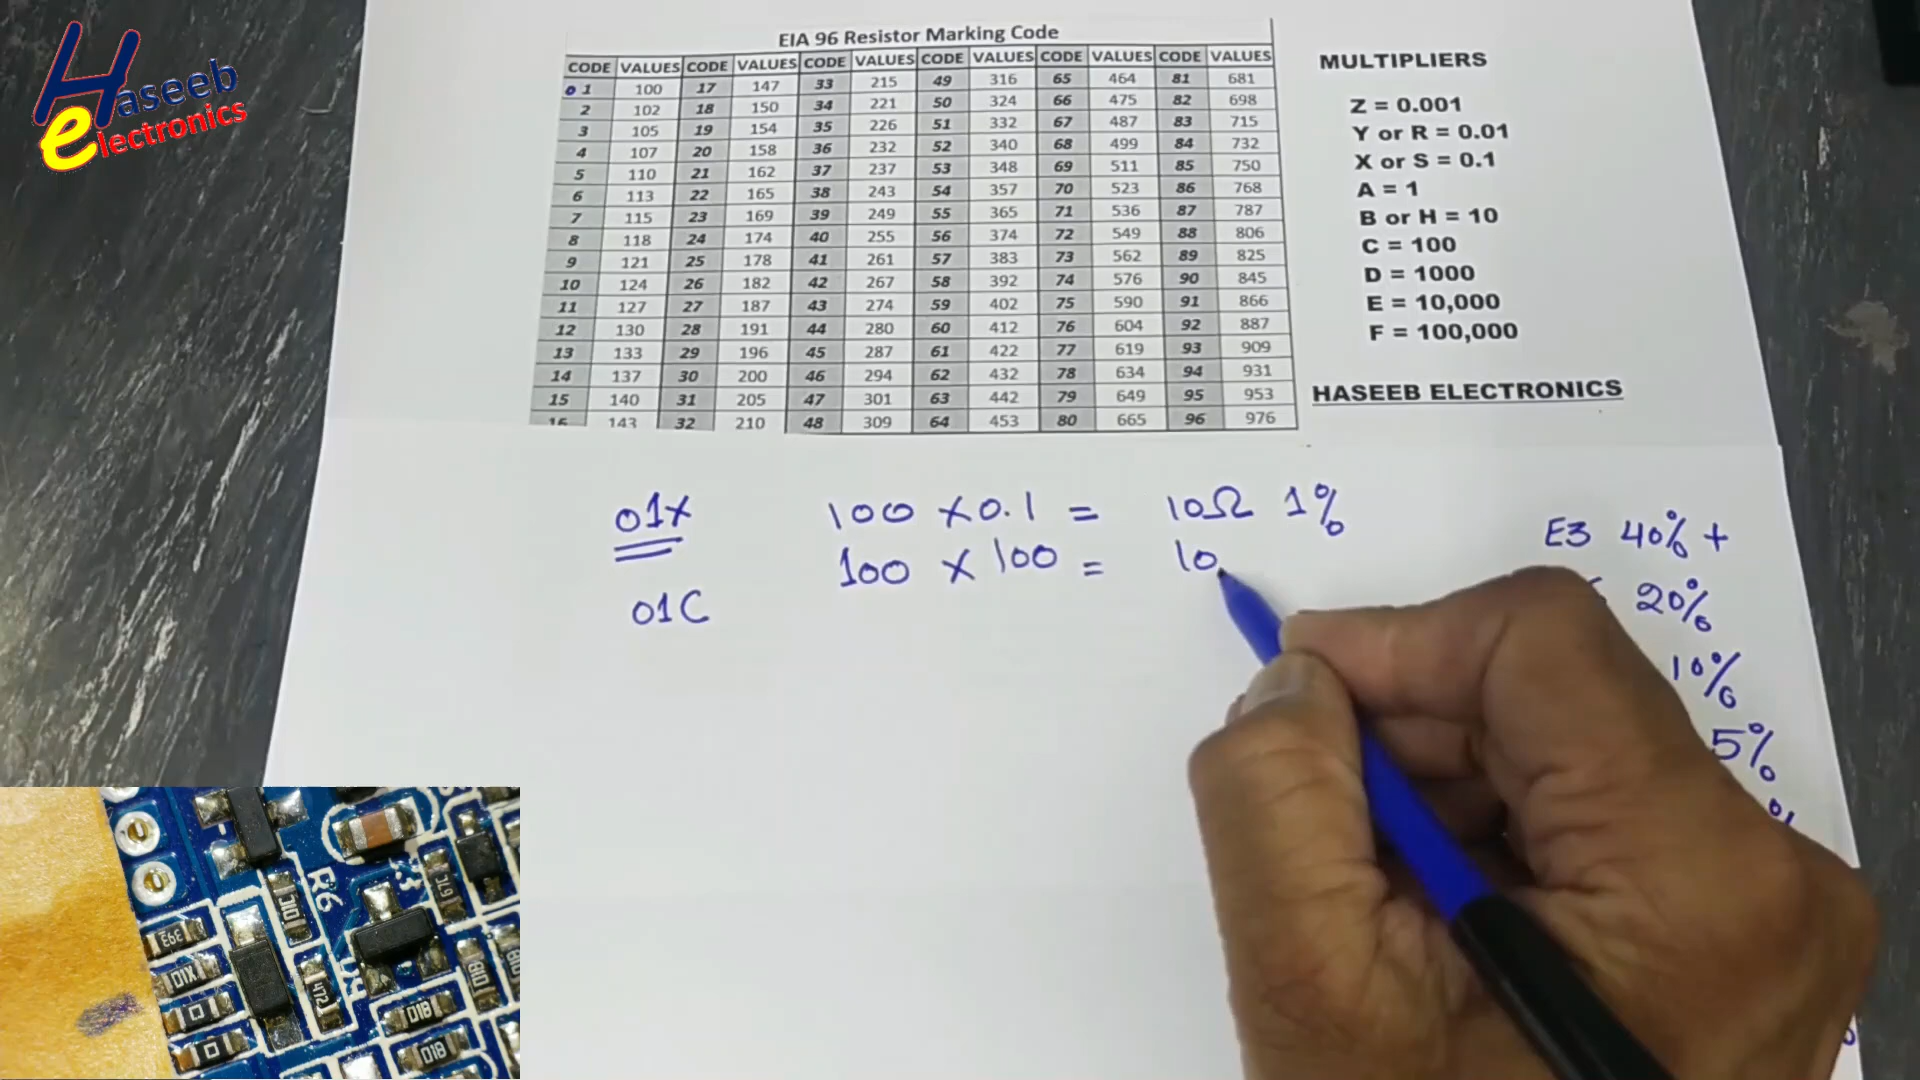 Haseeb
electronics
EIA 96 Resistor Marking Code
CODE VALUES CODE VALUES CODE VALUES CODE VALUES CODE VALUES CODE VALUES
01 100 17 147 33 215 49 316 65 464 81 681
2 102 18 150 34 221 50 324 66 475 82 698
3 105 19 154 35 226 51 332 67 487 83 715
4 107 20 158 36 232 52 340 68 499 84 732
5 110 21 162 37 237 53 348 69 511 85 750
6 113 22 165 38 243 54 357 70 523 86 768
7 115 23 169 39 249 55 365 71 536 87 787
8 118 24 174 40 255 56 374 72 549 88 806
9 121 25 178 41 261 57 383 73 562 89 825
10 124 26 182 42 267 58 392 74 576 90 845
11 127 27 187 43 274 59 402 75 590 91 866
12 130 28 191 44 280 60 412 76 604 92 887
13 133 29 196 45 287 61 422 77 619 93 909
14 137 30 200 46 294 62 432 78 634 94 931
15 140 31 205 47 301 63 442 79 649 95 953
16 143 32 210 48 309 64 453 80 665 96 976
MULTIPLIERS
Z = 0.001
Y or R = 0.01
X or S = 0.1
A = 1
B or H = 10
C = 100
D = 1000
E = 10,000
F = 100,000
HASEEB ELECTRONICS
01X 100 X 0.1 = 10Ω 1%
100 X 100 = 10
01C
E3 40% +
20%
10%
5%
R6
393
01X
01C
472
0
0
01B
01B